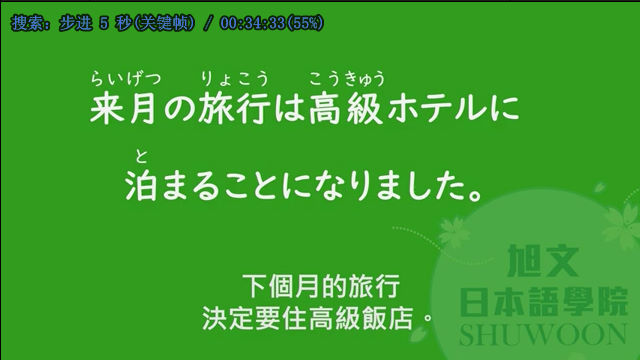 搜索: 步进 5 秒(关键帧) / 00:34:33(55%)
らいげつ りょこう こうきゅう
来月の旅行は高級ホテルに
と
泊まることになりました。
旭文
日本語學院
SHUWOON
下個月的旅行
決定要住高級飯店。